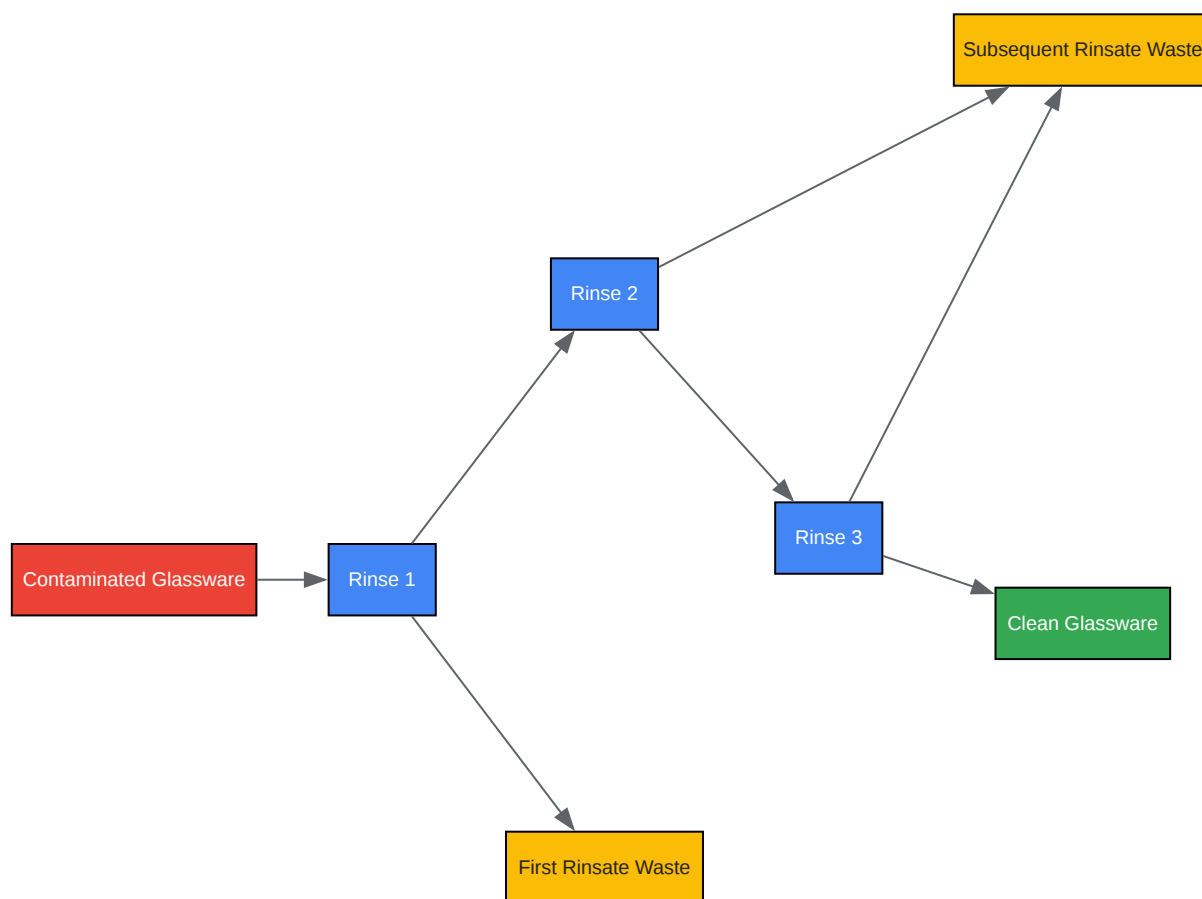 Subsequent Rinsate Waste
Rinse 2
Rinse 3
Contaminated Glassware
Rinse 1
Clean Glassware
First Rinsate Waste